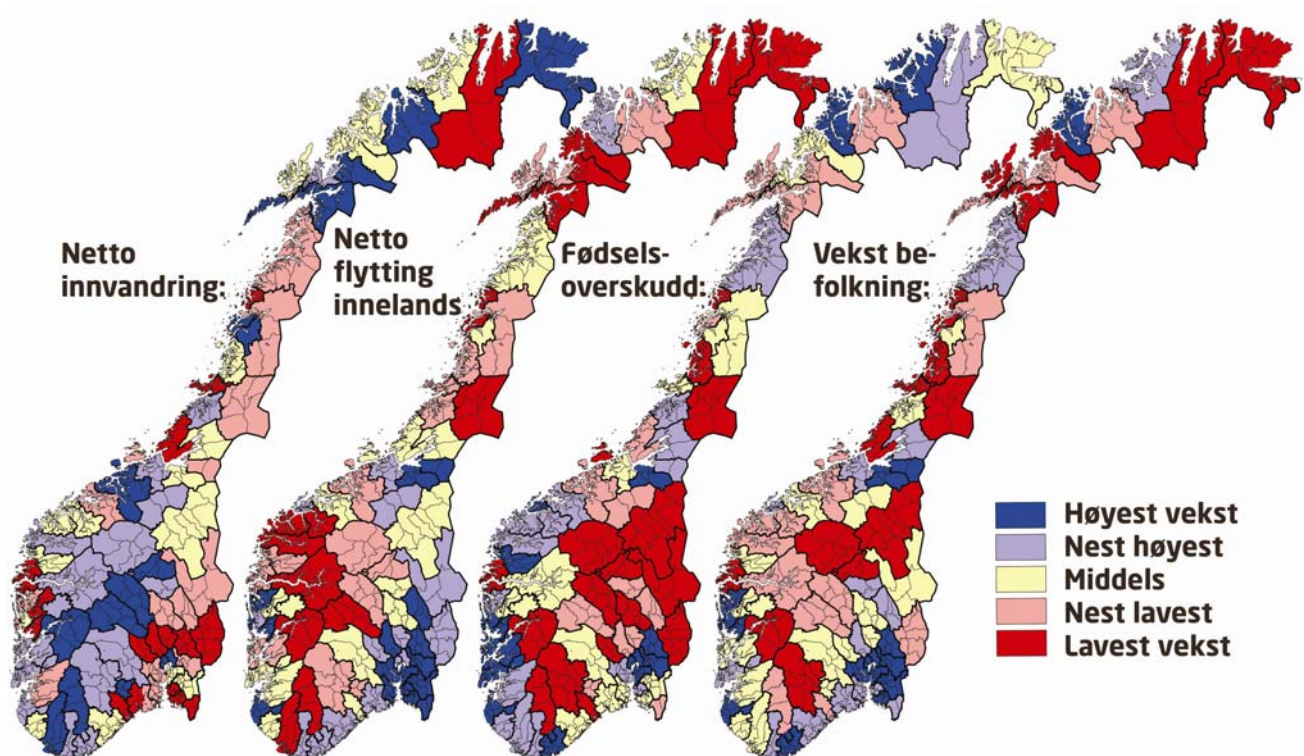 Netto
innvandring:
Netto
flytting
innelands
Fødsels-
overskudd:
Vekst be-
folkning:
Høyest vekst
Nest høyest
Middels
Nest lavest
Lavest vekst